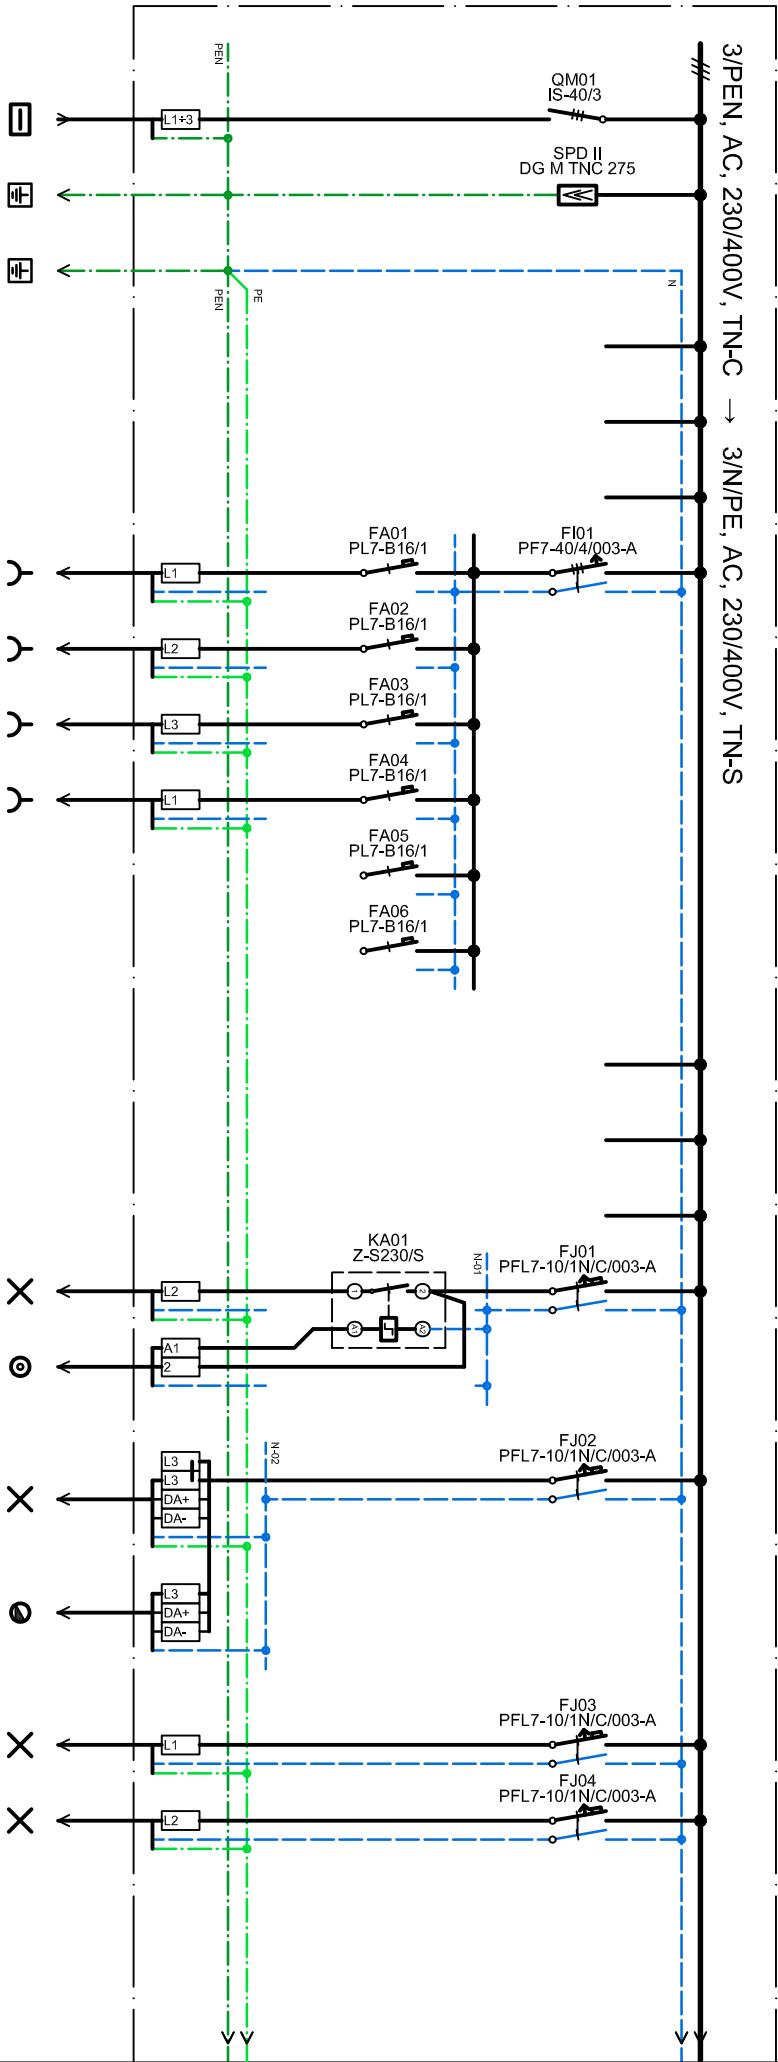 3/PEN, AC, 230/400V, TN-C → 3/N/PE, AC, 230/400V, TN-S
PEN
QM01
IS-40/3
L1÷3
SPD II
DG M TNC 275
N
PE
PEN
FA01
PL7-B16/1
FI01
PF7-40/4/003-A
L1
FA02
PL7-B16/1
L2
FA03
PL7-B16/1
L3
FA04
PL7-B16/1
L1
FA05
PL7-B16/1
FA06
PL7-B16/1
KA01
Z-S230/S
N-01
FJ01
PFL7-10/1N/C/003-A
L2
1
2
A1
A2
A1
2
N-02
FJ02
PFL7-10/1N/C/003-A
L3
L3
DA+
DA-
L3
DA+
DA-
FJ03
PFL7-10/1N/C/003-A
L1
FJ04
PFL7-10/1N/C/003-A
L2